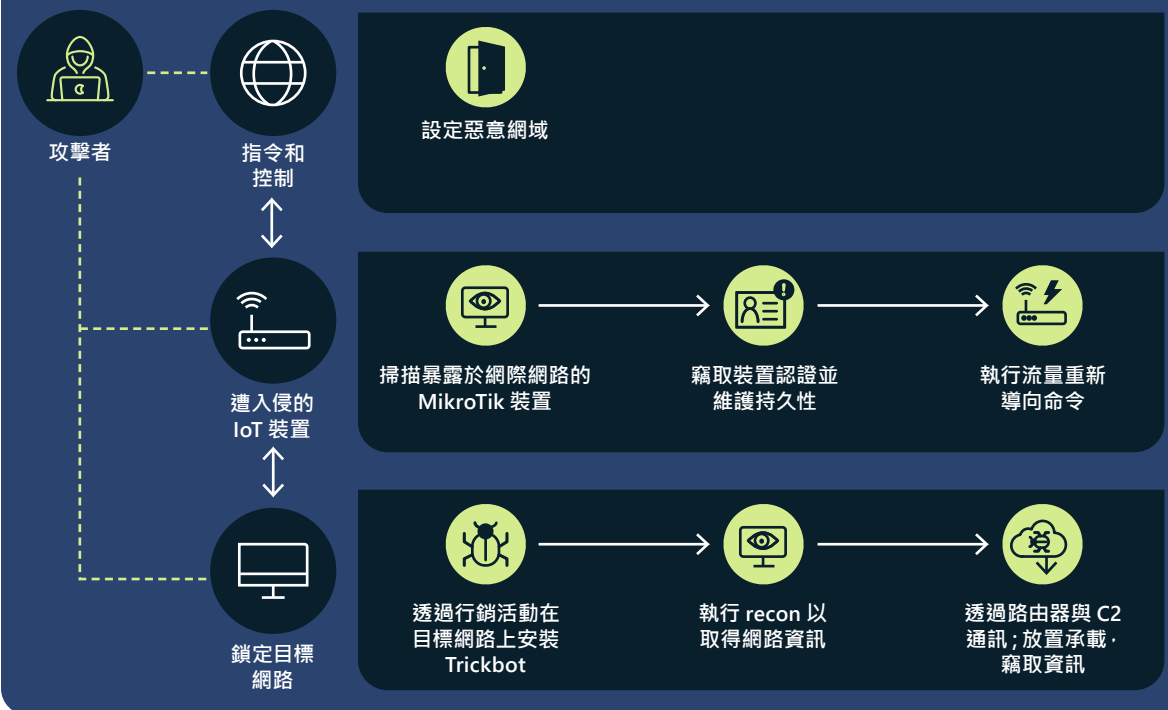 攻擊者
指令和
控制
設定惡意網域
遭入侵的
IoT 裝置
掃描暴露於網際網路的
MikroTik 裝置
竊取裝置認證並
維護持久性
執行流量重新
導向命令
鎖定目標
網路
透過行銷活動在
目標網路上安裝
Trickbot
執行 recon 以
取得網路資訊
透過路由器與 C2
通訊；放置承載，
竊取資訊